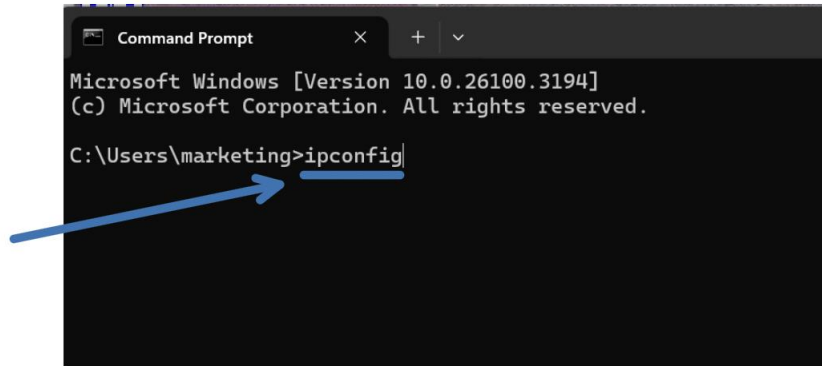 Command Prompt
Microsoft Windows [Version 10.0.26100.3194]
(c) Microsoft Corporation. All rights reserved.
C:\Users\marketing>ipconfig